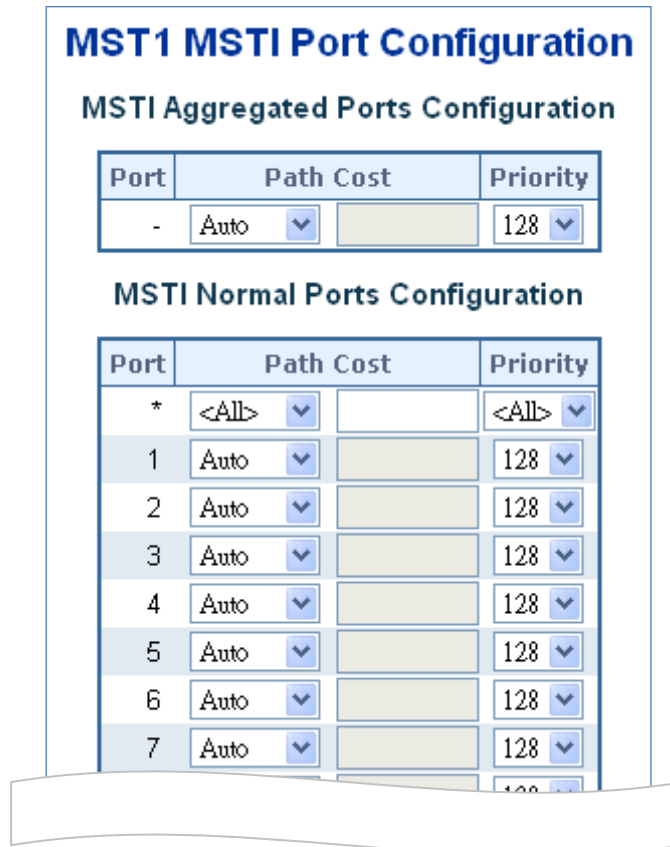 MST1 MSTI Port Configuration
MSTI Aggregated Ports Configuration
Port Path Cost Priority
- Auto 128
MSTI Normal Ports Configuration
Port Path Cost Priority
* <All> <All>
1 Auto 128
2 Auto 128
3 Auto 128
4 Auto 128
5 Auto 128
6 Auto 128
7 Auto 128